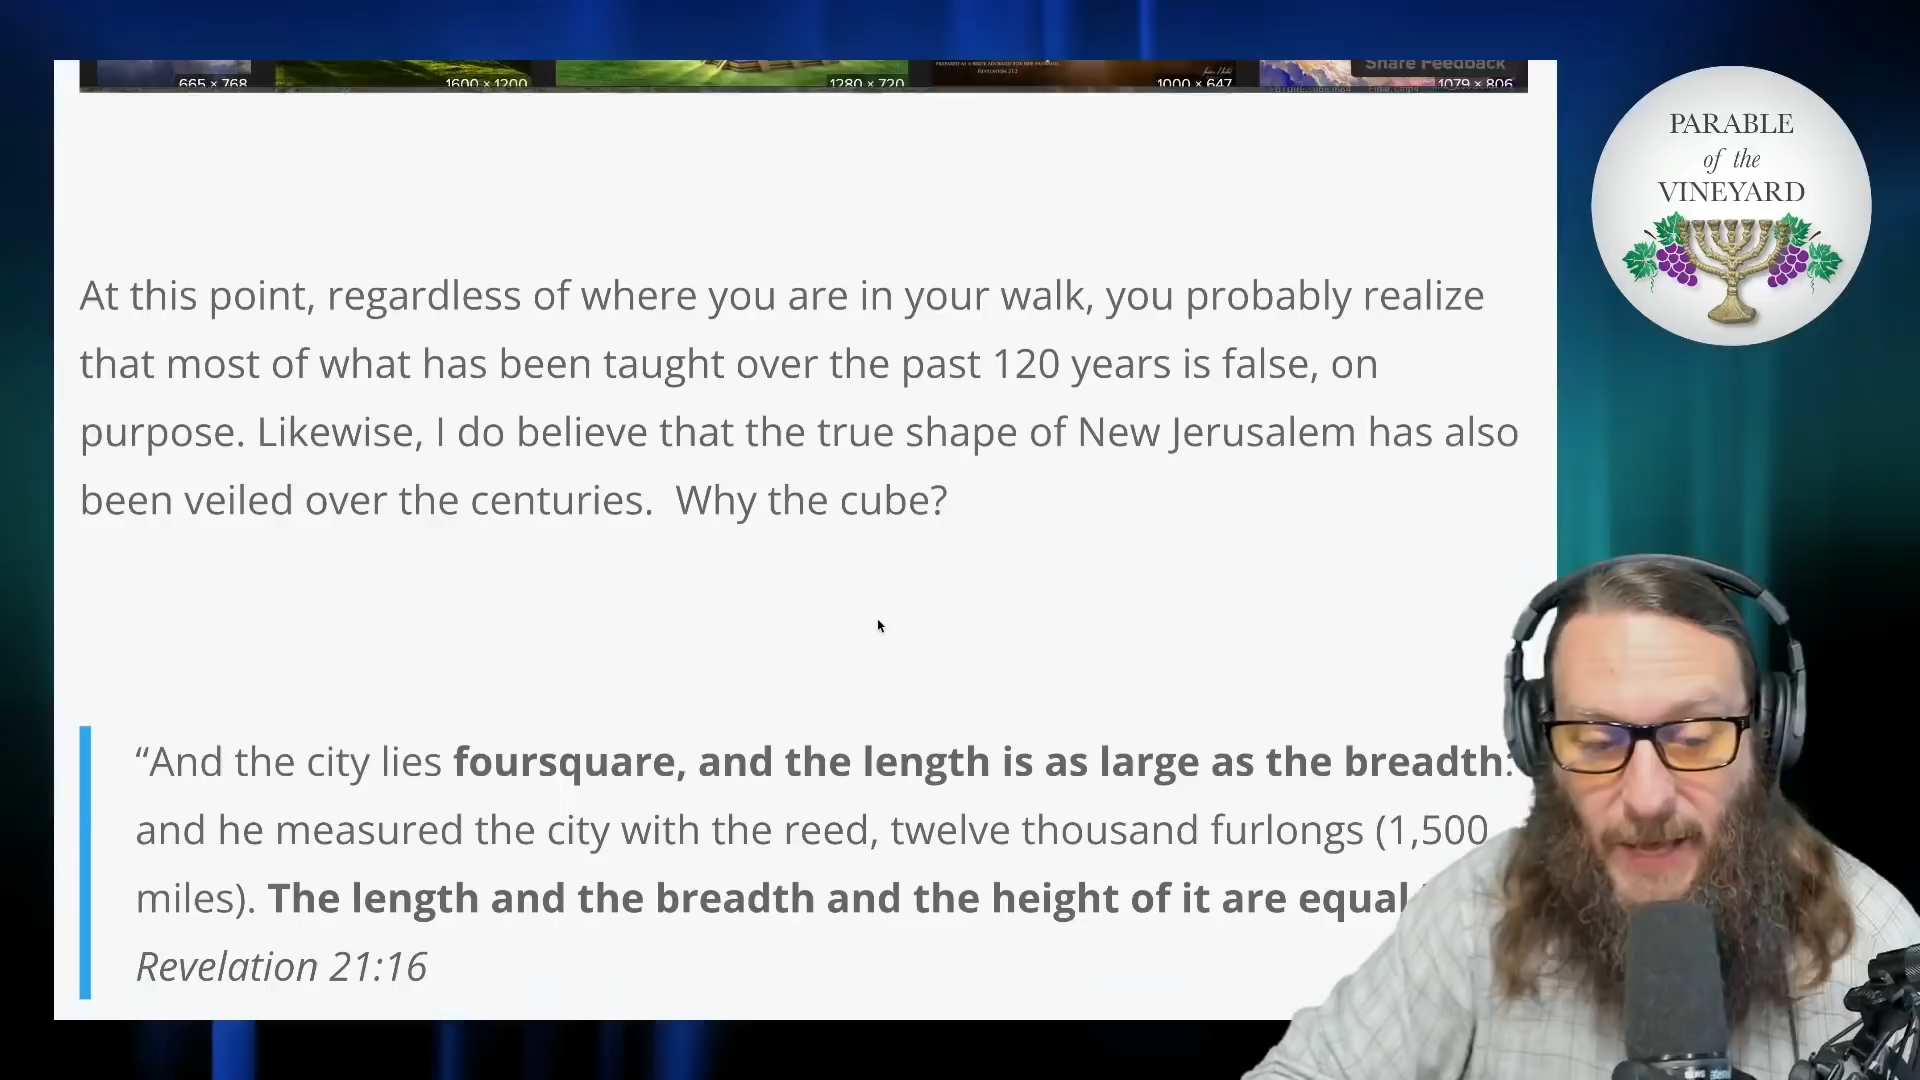 Share Feedback
665 × 768
1600 × 1200
1280 × 720
1000 × 647
1079 × 806
REVELATION 21:2
PARABLE
of the
VINEYARD
At this point, regardless of where you are in your walk, you probably realize
that most of what has been taught over the past 120 years is false, on
purpose. Likewise, I do believe that the true shape of New Jerusalem has also
been veiled over the centuries.  Why the cube?
“And the city lies foursquare, and the length is as large as the breadth:
and he measured the city with the reed, twelve thousand furlongs (1,500
miles). The length and the breadth and the height of it are equal
Revelation 21:16